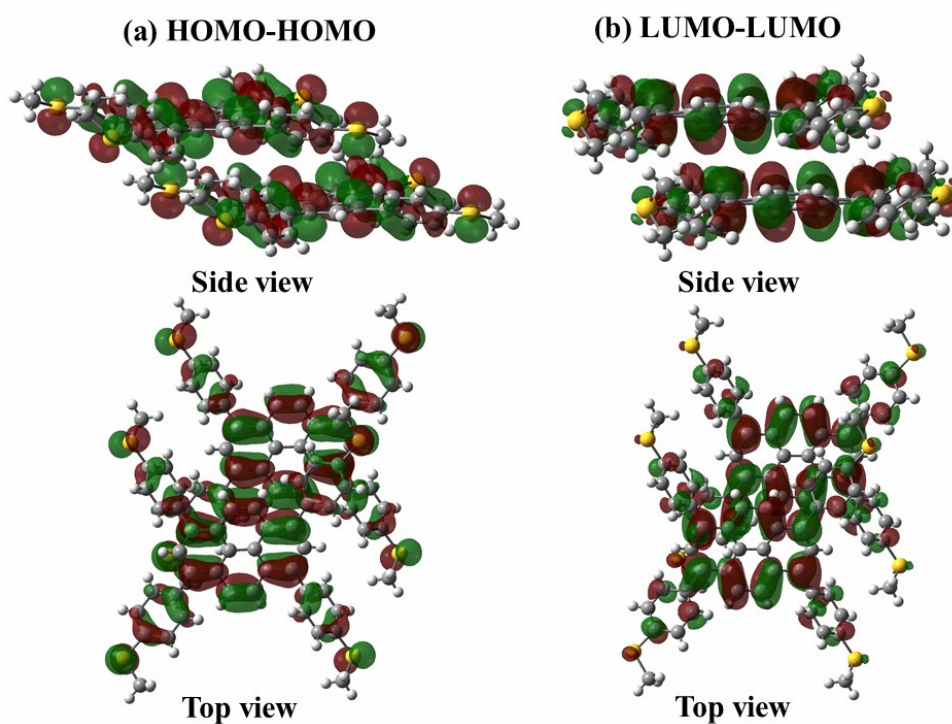 (a) HOMO-HOMO
(b) LUMO-LUMO
Side view
Side view
Top view
Top view